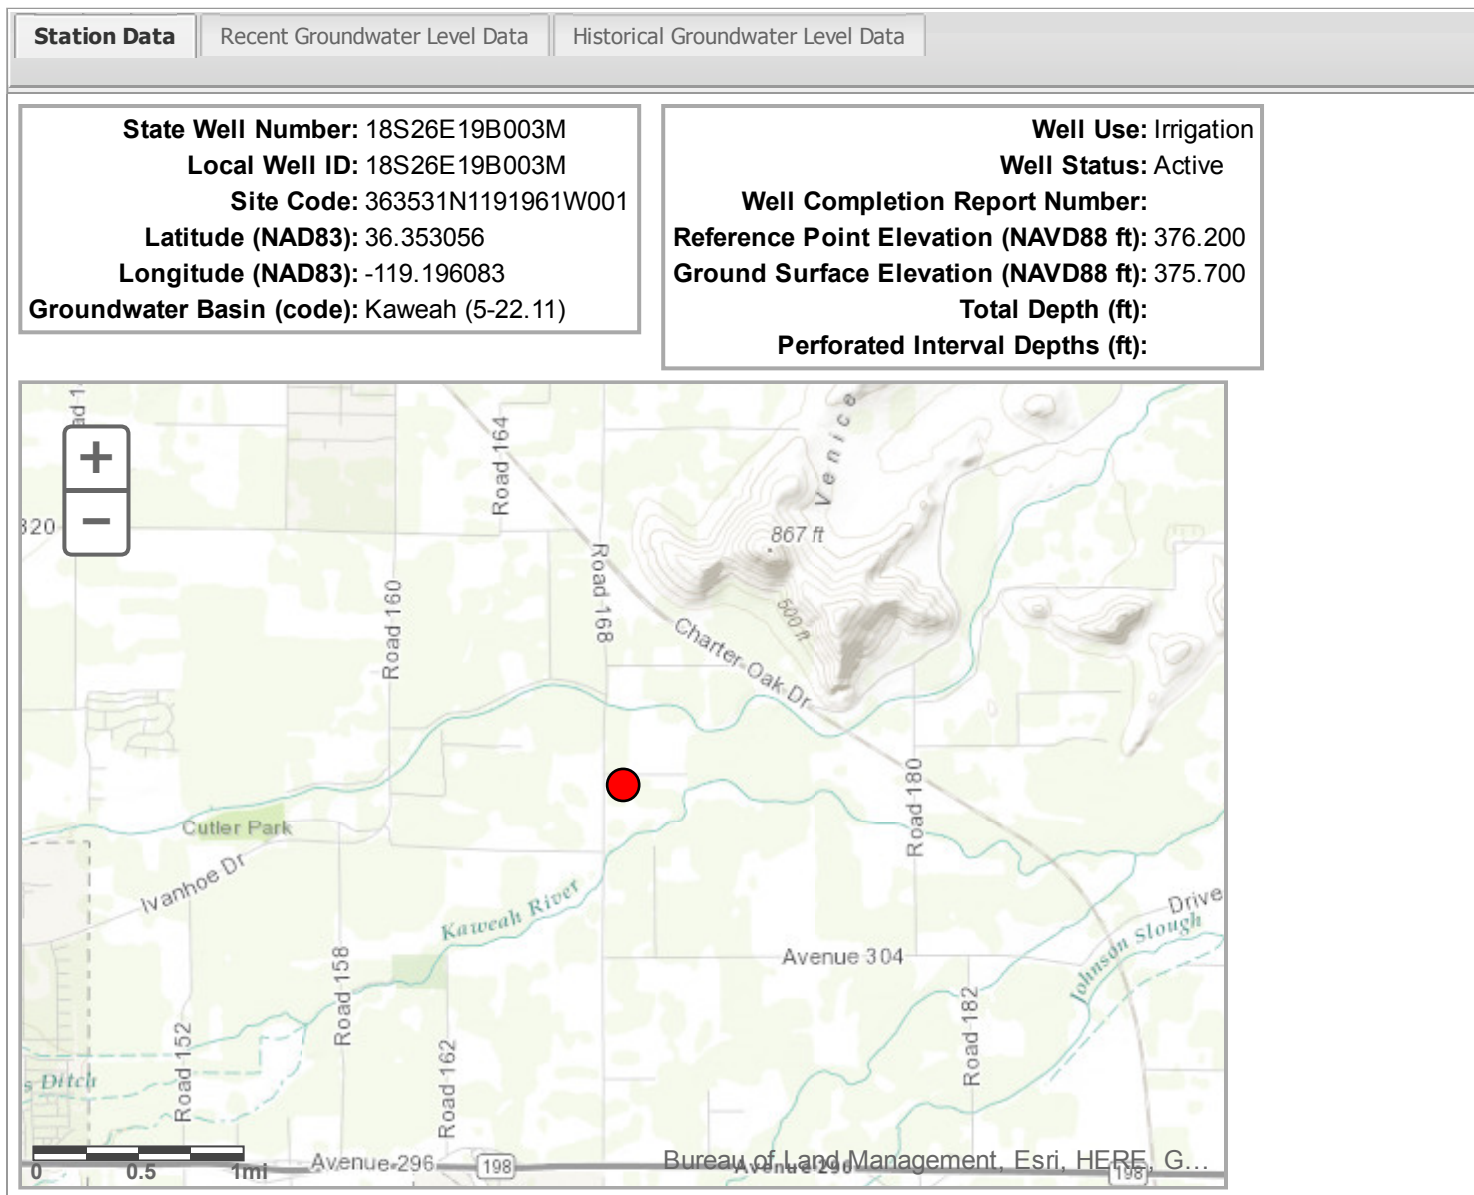 Station Data
Recent Groundwater Level Data
Historical Groundwater Level Data
State Well Number: 18S26E19B003M
Local Well ID: 18S26E19B003M
Site Code: 363531N1191961W001
Latitude (NAD83): 36.353056
Longitude (NAD83): -119.196083
Groundwater Basin (code): Kaweah (5-22.11)
Well Use: Irrigation
Well Status: Active
Well Completion Report Number:
Reference Point Elevation (NAVD88 ft): 376.200
Ground Surface Elevation (NAVD88 ft): 375.700
Total Depth (ft):
Perforated Interval Depths (ft):
ad 1
+
−
320
Road 164
Venice
867 ft
500 ft
Road 160
Road 168
Charter Oak Dr
Road 180
Cutler Park
Ivanhoe Dr
Kaweah River
Drive
Johnson Slough
Avenue 304
Road 158
Road 182
Road 152
Road 162
s Ditch
0 0.5 1mi
Avenue 296
198
Avenue 296
198
Bureau of Land Management, Esri, HERE, G...